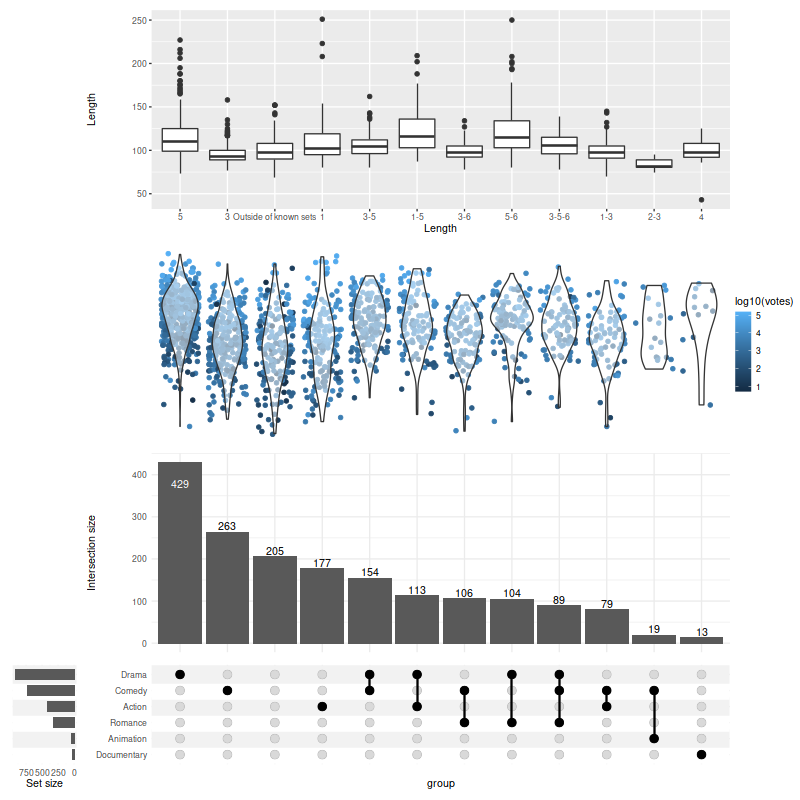 250
200
150
100
50
Length
5 3 Outside of known sets 1 3-5 1-5 3-6 5-6 3-5-6 1-3 2-3 4
Length
log10(votes)
5
4
3
2
1
400
300
200
100
0
Intersection size
429 263 205 177 154 113 106 104 89 79 19 13
Drama
Comedy
Action
Romance
Animation
Documentary
750 500 250 0
Set size
group